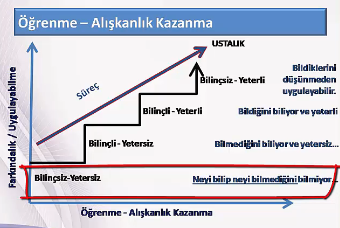 Öğrenme – Alışkanlık Kazanma
USTALIK
Süreç
Bilinçsiz - Yeterli
Bildiklerini
düşünmeden
uygulayabilir.
Bilinçli - Yeterli
Bildiğini biliyor ve yeterli
Bilinçli - Yetersiz
Bilmediğini biliyor ve yetersiz...
Bilinçsiz-Yetersiz
Neyi bilip neyi bilmediğini bilmiyor...
Farkındalık / Uygulayabilme
Öğrenme - Alışkanlık Kazanma